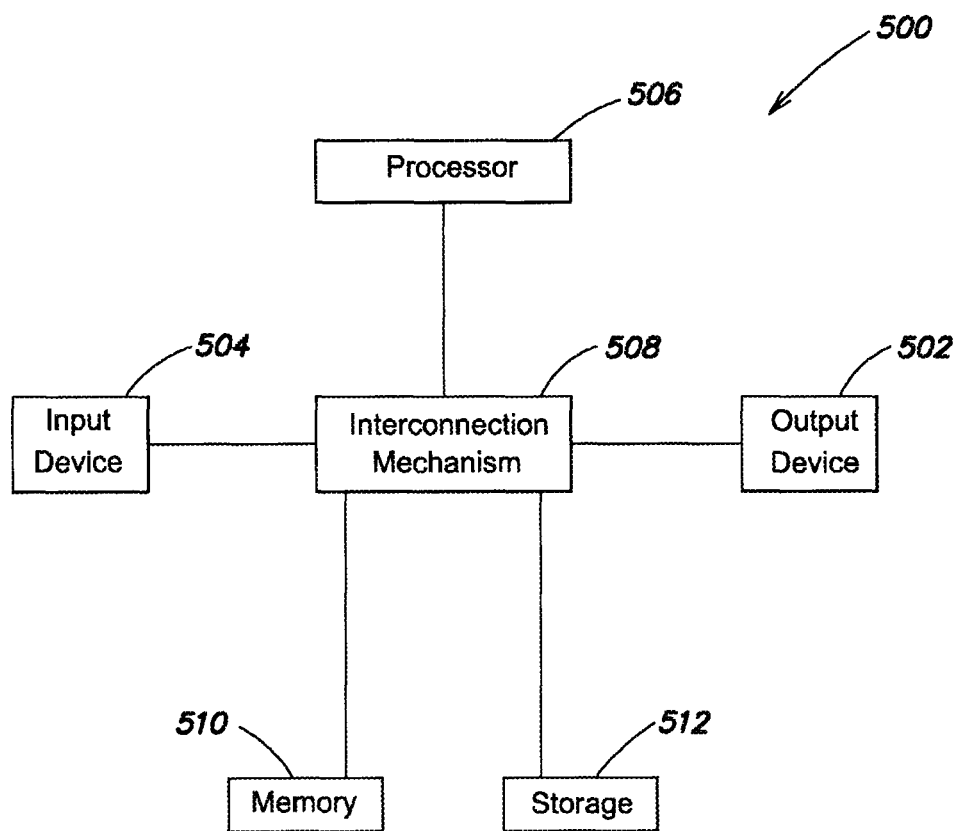 500
506
Processor
504
508
502
Input
Device
Interconnection
Mechanism
Output
Device
510
512
Memory
Storage